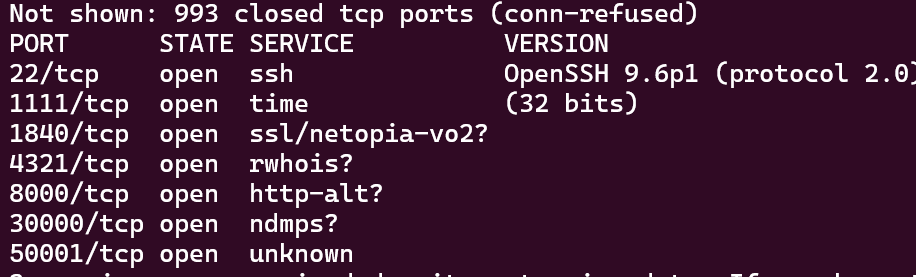 Not shown: 993 closed tcp ports (conn-refused)
PORT STATE SERVICE VERSION
22/tcp open ssh OpenSSH 9.6p1 (protocol 2.0)
1111/tcp open time (32 bits)
1840/tcp open ssl/netopia-vo2?
4321/tcp open rwhois?
8000/tcp open http-alt?
30000/tcp open ndmps?
50001/tcp open unknown